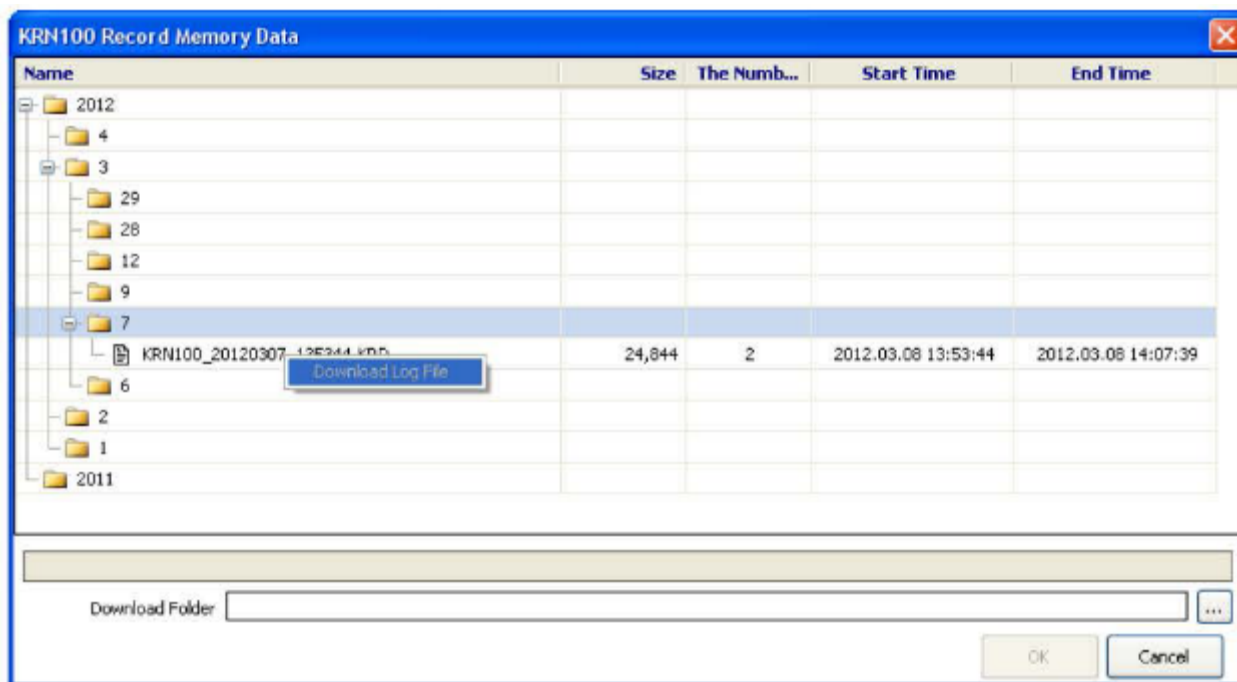 KRN100 Record Memory Data
Name Size The Numb... Start Time End Time
2012
4
3
29
28
12
9
7
KRN100_20120307_135344.KRD 24,844 2 2012.03.08 13:53:44 2012.03.08 14:07:39
Download Log File
6
2
1
2011
Download Folder ...
OK Cancel